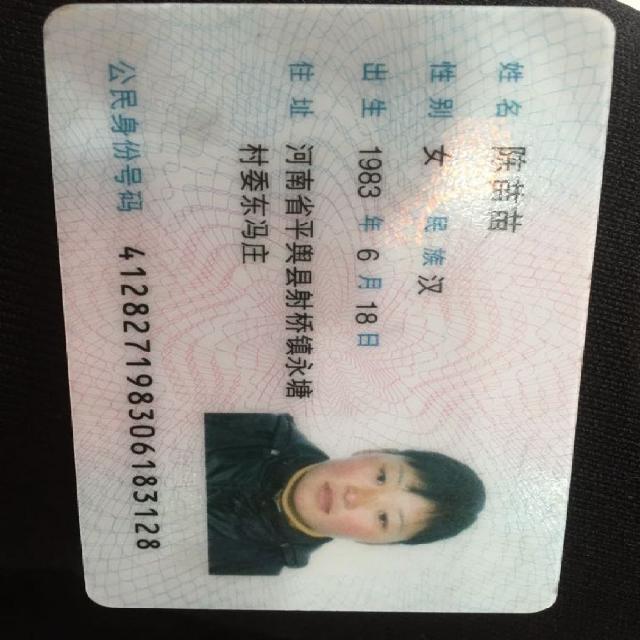 姓名 陈苗苗
性别 女 民族 汉
出生 1983 年 6 月 18 日
住址 河南省平舆县射桥镇永塘
村委东冯庄
公民身份号码 412827198306183128